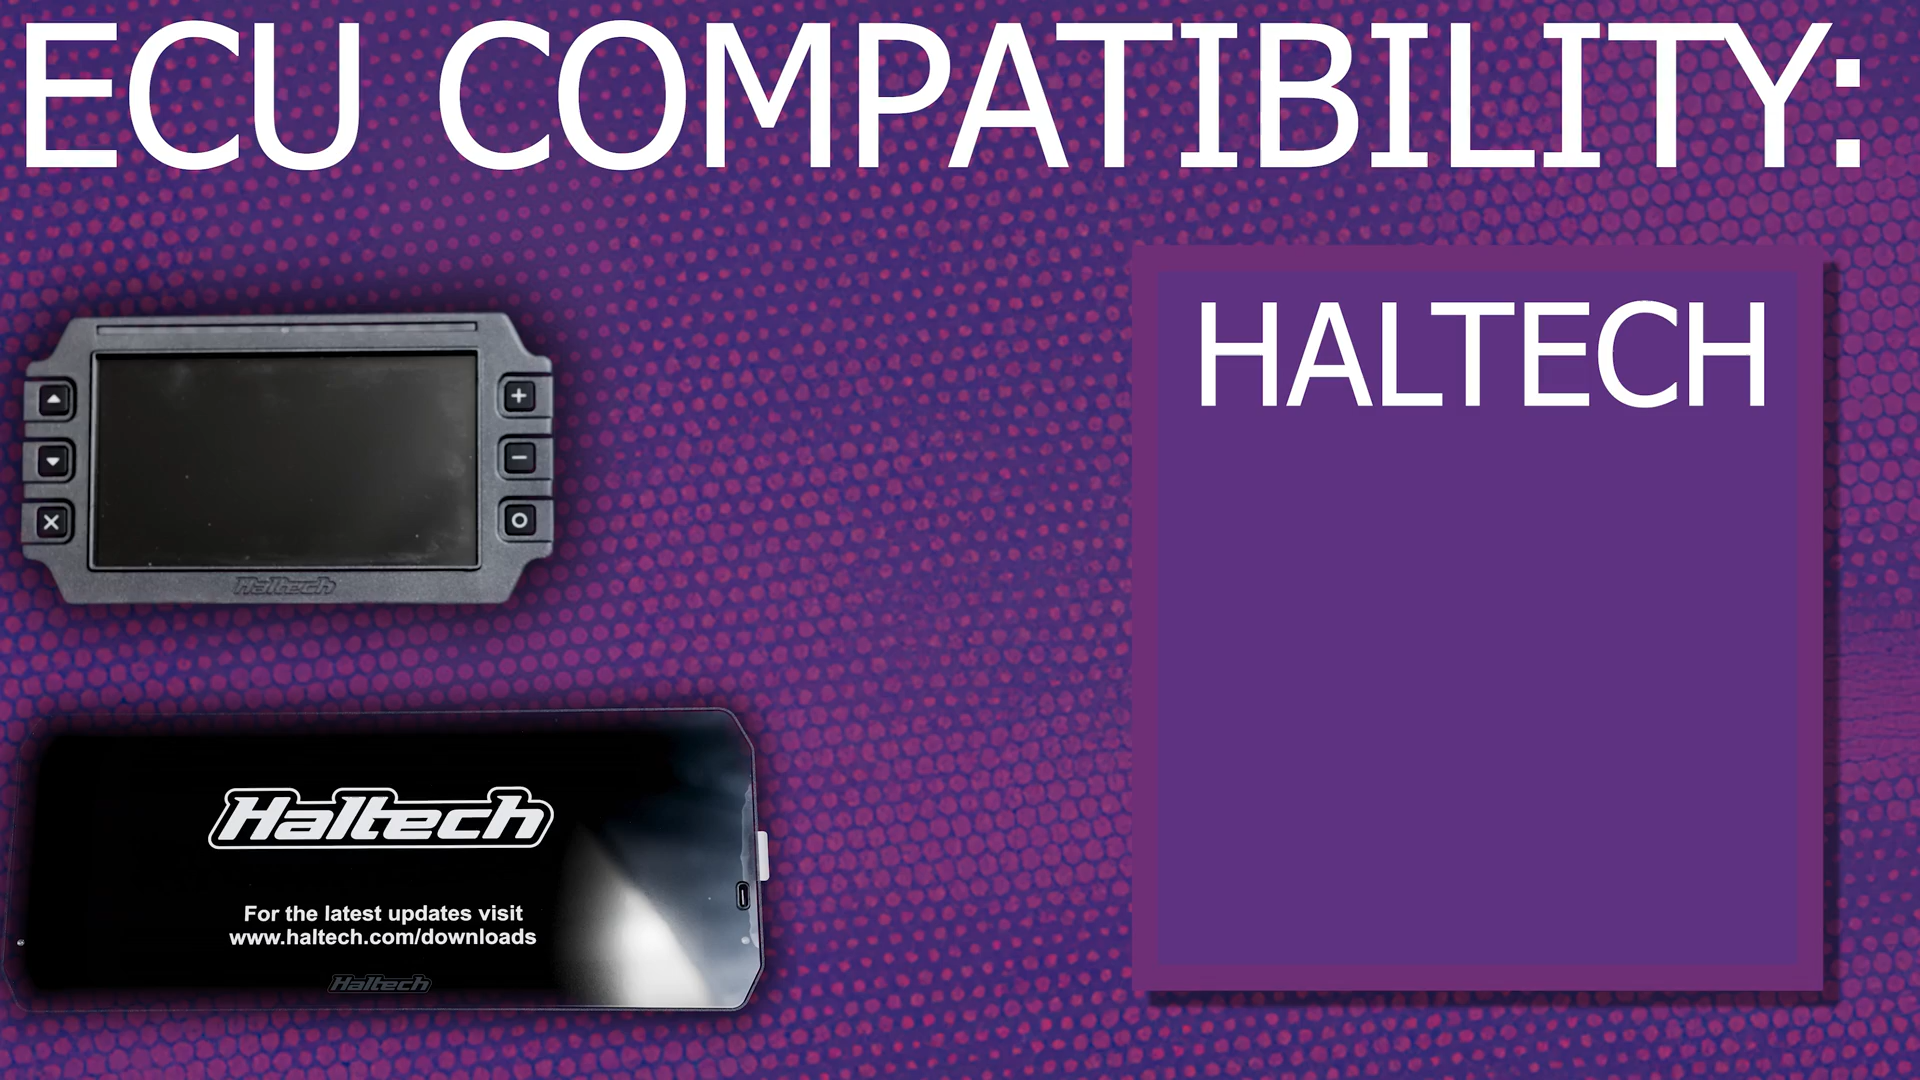 ECU COMPATIBILITY:
HALTECH
Haltech
Haltech
For the latest updates visit
www.haltech.com/downloads
Haltech